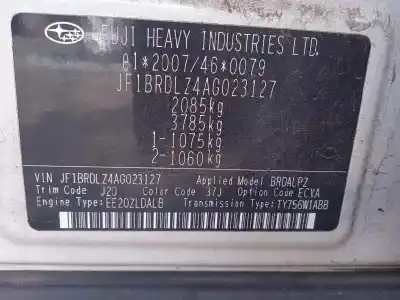 FUJI HEAVY INDUSTRIES LTD.
01*2007/46*0079
JF1BRDLZ4AG023127
2085kg
3785kg
1-1075kg
2-1060kg
VIN JF1BRDLZ4AG023127 Applied Model BRDALPZ
Trim Code J20 Color Code 37J Option Code ECVA
Engine Type EE20ZLDALB Transmission Type TY756W1ABB